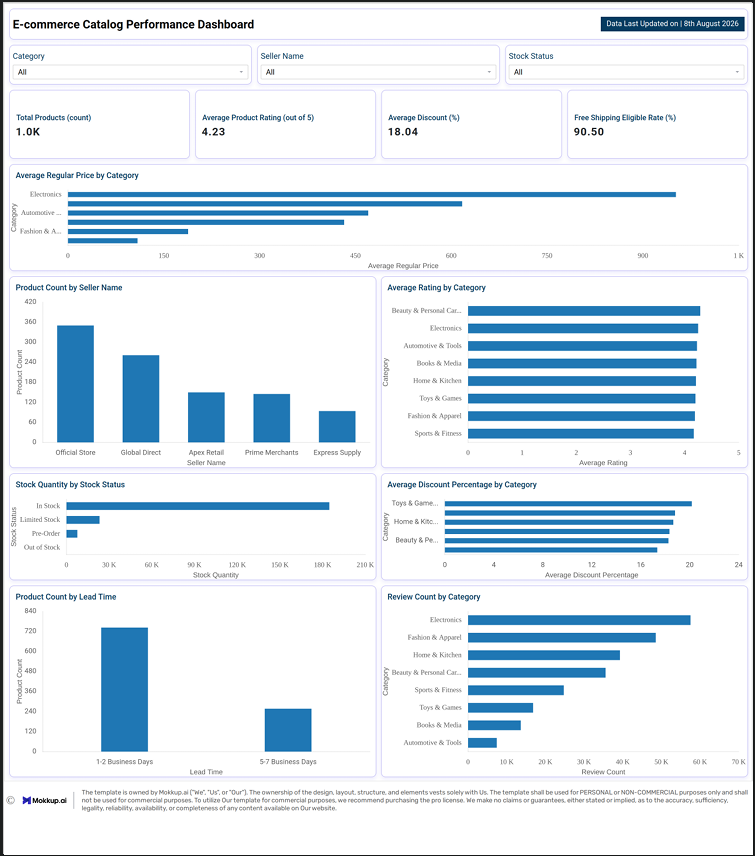 E-commerce Catalog Performance Dashboard
Data Last Updated on | 8th August 2026
Category
Seller Name
Stock Status
All
All
All
Total Products (count)
1.0K
Average Product Rating (out of 5)
4.23
Average Discount (%)
18.04
Free Shipping Eligible Rate (%)
90.50
Average Regular Price by Category
Category
Electronics
Automotive ...
Fashion & A...
0 150 300 450 600 750 900 1 K
Average Regular Price
Product Count by Seller Name
Product Count
420
360
300
240
180
120
60
0
Official Store Global Direct Apex Retail Prime Merchants Express Supply
Seller Name
Average Rating by Category
Category
Beauty & Personal Car...
Electronics
Automotive & Tools
Books & Media
Home & Kitchen
Toys & Games
Fashion & Apparel
Sports & Fitness
0 1 2 3 4 5
Average Rating
Stock Quantity by Stock Status
Stock Status
In Stock
Limited Stock
Pre-Order
Out of Stock
0 30 K 60 K 90 K 120 K 150 K 180 K 210 K
Stock Quantity
Average Discount Percentage by Category
Category
Toys & Game...
Home & Kitc...
Beauty & Pe...
0 4 8 12 16 20 24
Average Discount Percentage
Product Count by Lead Time
Product Count
840
720
600
480
360
240
120
0
1-2 Business Days 5-7 Business Days
Lead Time
Review Count by Category
Category
Electronics
Fashion & Apparel
Home & Kitchen
Beauty & Personal Car...
Sports & Fitness
Toys & Games
Books & Media
Automotive & Tools
0 10 K 20 K 30 K 40 K 50 K 60 K 70 K
Review Count
© Mokkup.ai
The template is owned by Mokkup.ai ("We", "Us", or "Our"). The ownership of the design, layout, structure, and elements vests solely with Us. The template shall be used for PERSONAL or NON-COMMERCIAL purposes only and shall
not be used for commercial purposes. To utilize Our template for commercial purposes, we recommend purchasing the pro license. We make no claims or guarantees, either stated or implied, as to the accuracy, sufficiency,
legality, reliability, availability, or completeness of any content available on Our website.